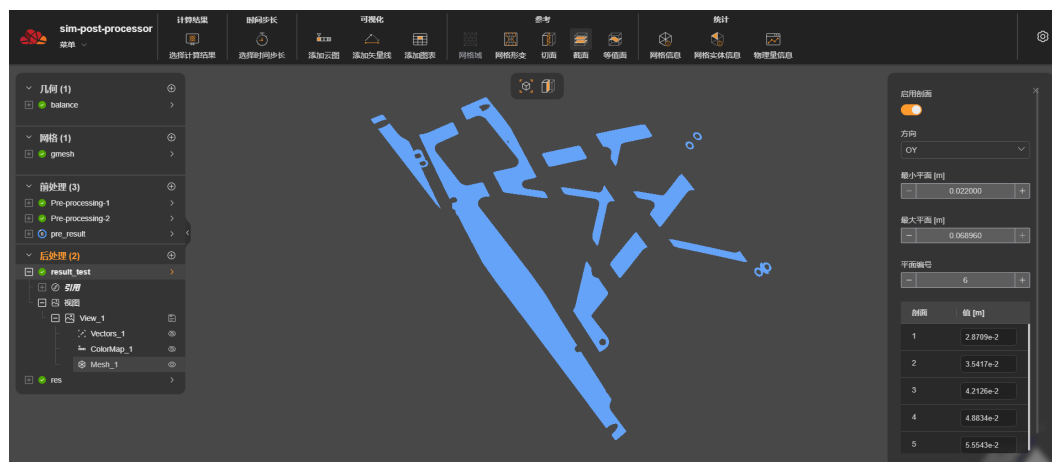 sim-post-processor
菜单
计算结果
选择计算结果
时间步长
选择时间步长
可视化
添加云图 添加矢量线 添加图表
参考
网格域 网格形变 切面 截面 等值面
统计
网格信息 网格实体信息 物理量信息
几何 (1)
balance
网格 (1)
gmesh
前处理 (3)
Pre-processing-1
Pre-processing-2
pre_result
后处理 (2)
result_test
引用
视图
View_1
Vectors_1
ColorMap_1
Mesh_1
res
启用剖面
方向
OY
最小平面 [m]
0.022000
最大平面 [m]
0.068960
平面编号
6
剖面 值 [m]
1 2.8709e-2
2 3.5417e-2
3 4.2126e-2
4 4.8834e-2
5 5.5543e-2